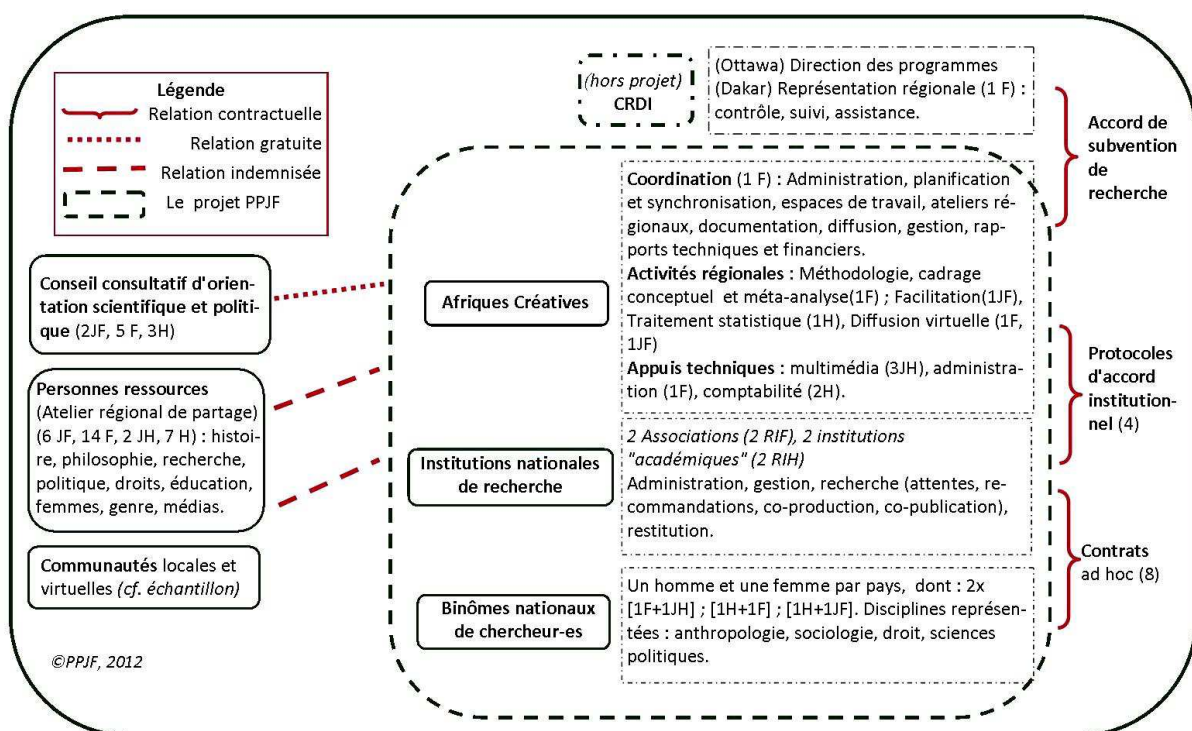 Légende
Relation contractuelle
Relation gratuite
Relation indemnisée
Le projet PPJF
(hors projet)
CRDI
(Ottawa) Direction des programmes
(Dakar) Représentation régionale (1 F) :
contrôle, suivi, assistance.
Accord de
subvention
de
recherche
Conseil consultatif d'orien-
tation scientifique et politi-
que (2JF, 5 F, 3H)
Afriques Créatives
Coordination (1 F) : Administration, planification
et synchronisation, espaces de travail, ateliers ré-
gionaux, documentation, diffusion, gestion, rap-
ports techniques et financiers.
Activités régionales : Méthodologie, cadrage
conceptuel et méta-analyse(1F) ; Facilitation(1JF),
Traitement statistique (1H), Diffusion virtuelle (1F,
1JF)
Appuis techniques : multimédia (3JH), administra-
tion (1F), comptabilité (2H).
Protocoles
d'accord
institution-
nel (4)
Personnes ressources
(Atelier régional de partage)
(6 JF, 14 F, 2 JH, 7 H) : histoi-
re, philosophie, recherche,
politique, droits, éducation,
femmes, genre, médias.
Institutions nationales
de recherche
2 Associations (2 RIF), 2 institutions
"académiques" (2 RIH)
Administration, gestion, recherche (attentes, re-
commandations, co-production, co-publication),
restitution.
Contrats
ad hoc (8)
Communautés locales et
virtuelles (cf. échantillon)
Binômes nationaux
de chercheur-es
Un homme et une femme par pays, dont : 2x
[1F+1JH] ; [1H+1F] ; [1H+1JF]. Disciplines représen-
tées : anthropologie, sociologie, droit, sciences
politiques.
©PPJF, 2012